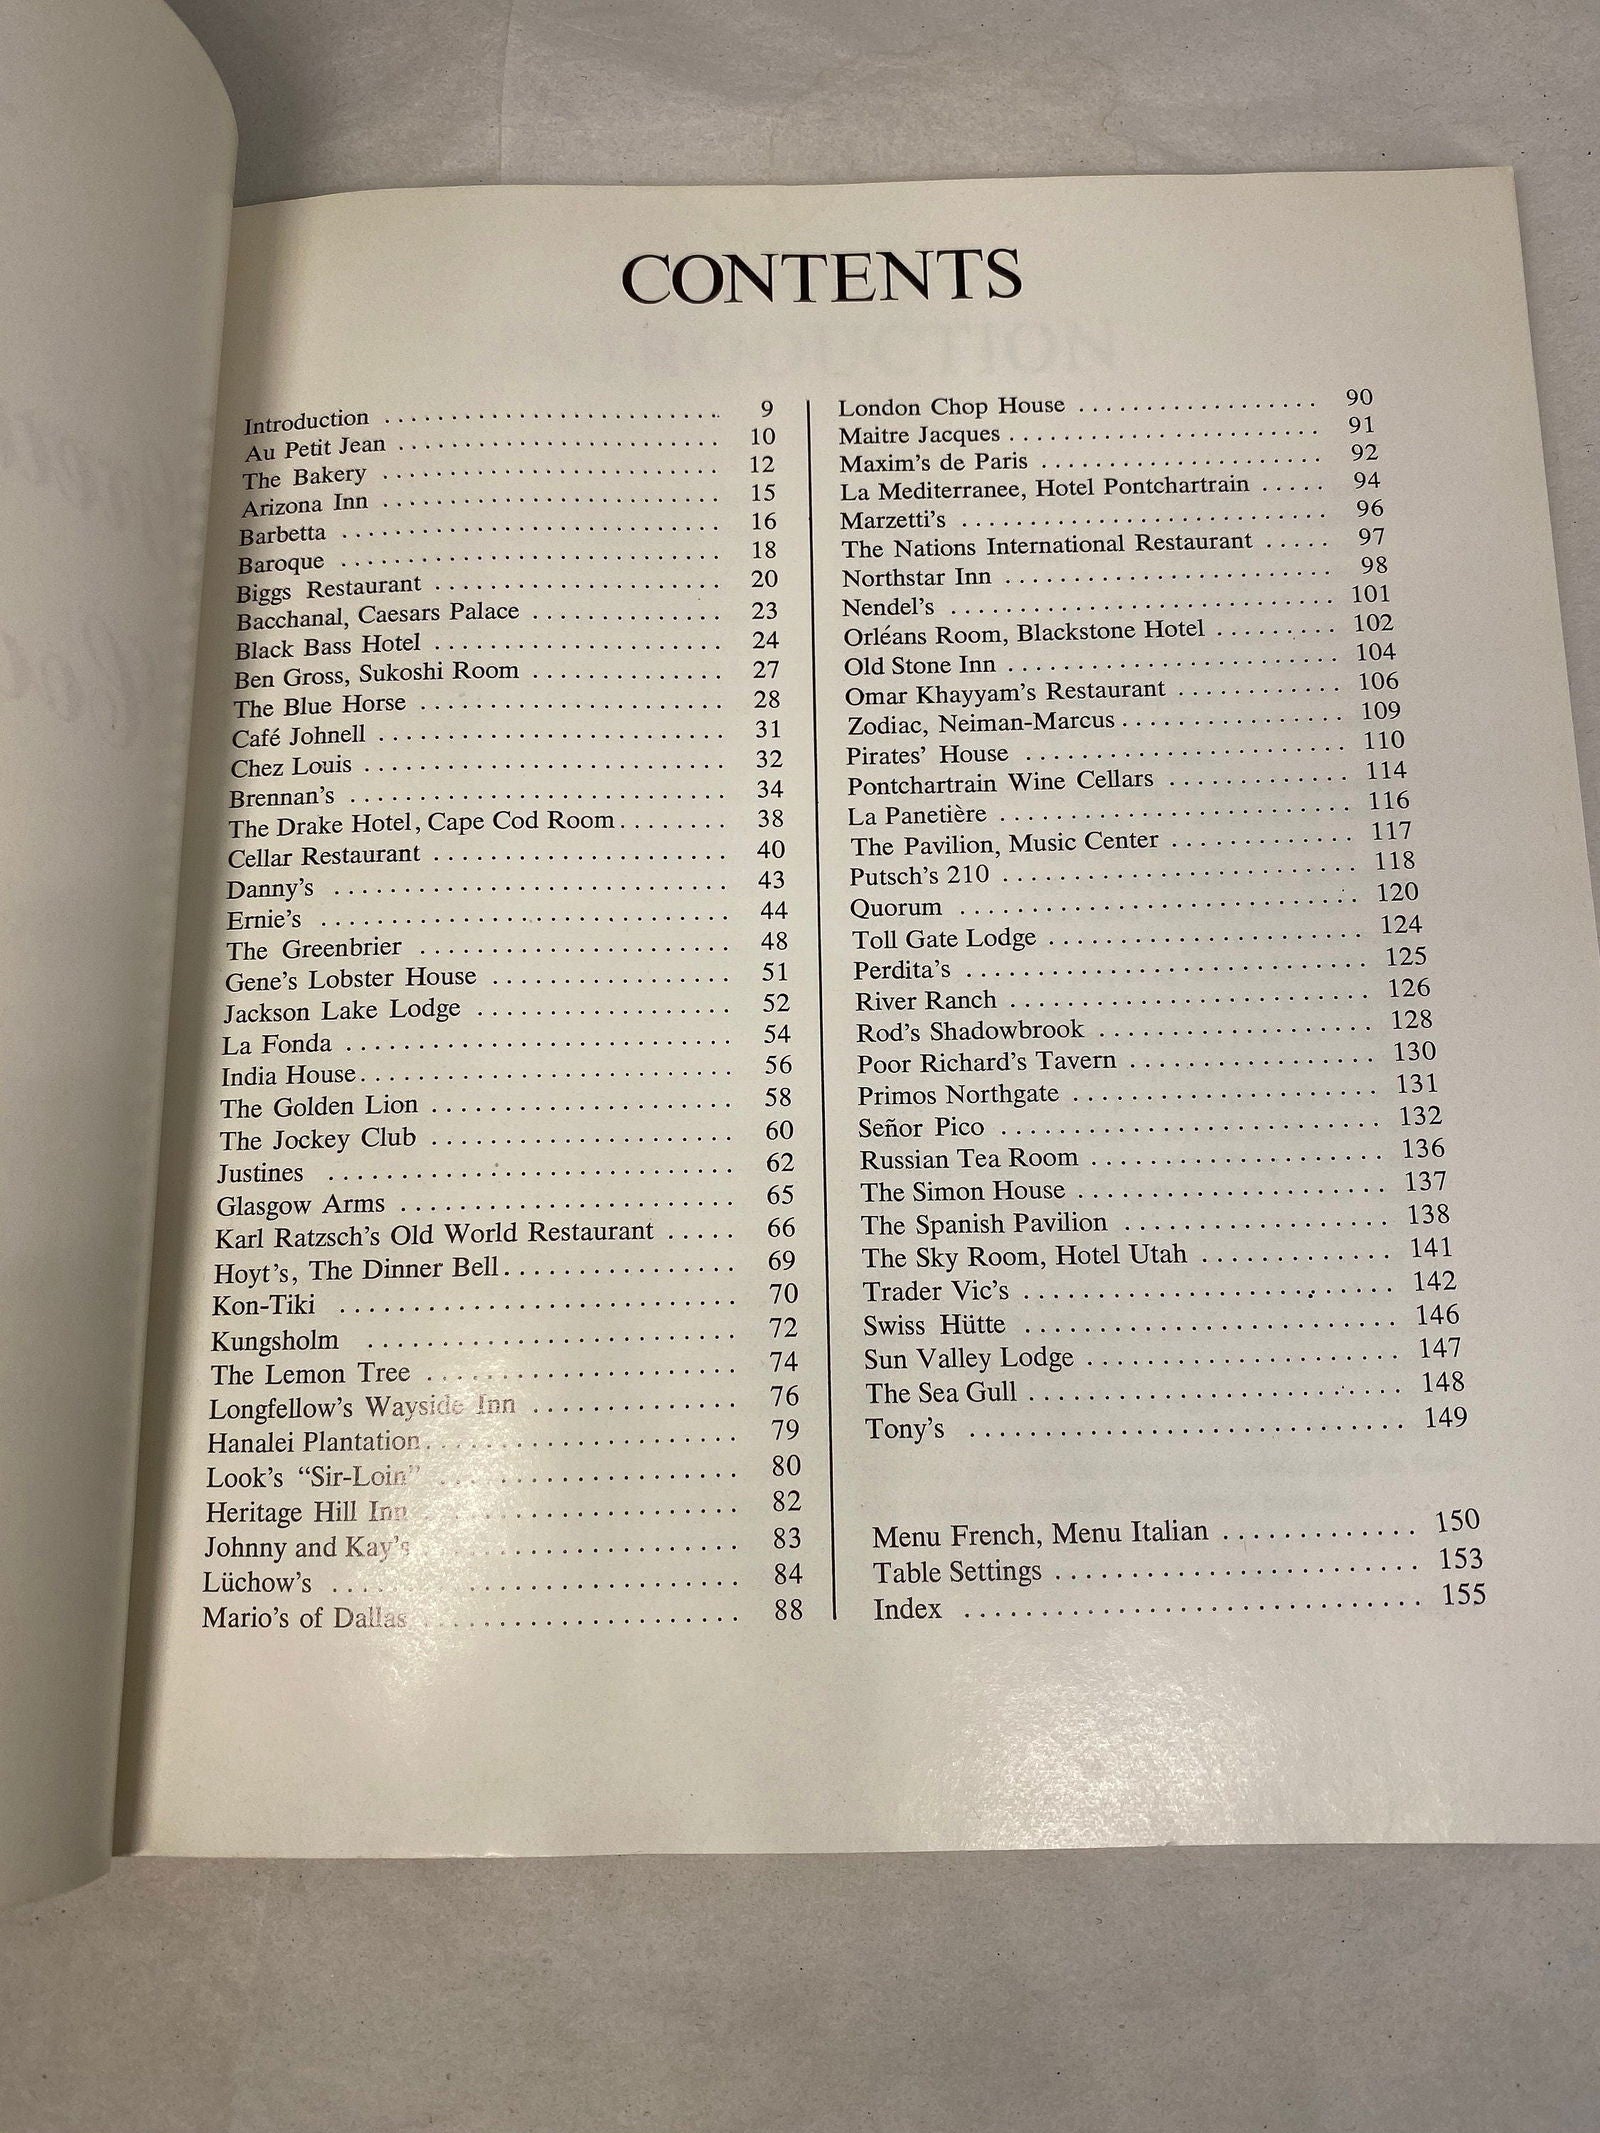 CONTENTS
Introduction . . . . . . . . . . . . . . . . . . . . . . . . . . 9
Au Petit Jean . . . . . . . . . . . . . . . . . . . . . . . . . 10
The Bakery . . . . . . . . . . . . . . . . . . . . . . . . . . 12
Arizona Inn . . . . . . . . . . . . . . . . . . . . . . . . . . 15
Barbetta . . . . . . . . . . . . . . . . . . . . . . . . . . . . 16
Baroque . . . . . . . . . . . . . . . . . . . . . . . . . . . . 18
Biggs Restaurant . . . . . . . . . . . . . . . . . . . . . . 20
Bacchanal, Caesars Palace . . . . . . . . . . . . . . 23
Black Bass Hotel . . . . . . . . . . . . . . . . . . . . . . 24
Ben Gross, Sukoshi Room . . . . . . . . . . . . . . 27
The Blue Horse . . . . . . . . . . . . . . . . . . . . . . . 28
Café Johnell . . . . . . . . . . . . . . . . . . . . . . . . . . 31
Chez Louis . . . . . . . . . . . . . . . . . . . . . . . . . . . 32
Brennan's . . . . . . . . . . . . . . . . . . . . . . . . . . . . 34
The Drake Hotel, Cape Cod Room . . . . . . . . 38
Cellar Restaurant . . . . . . . . . . . . . . . . . . . . . . 40
Danny's . . . . . . . . . . . . . . . . . . . . . . . . . . . . . 43
Ernie's . . . . . . . . . . . . . . . . . . . . . . . . . . . . . . 44
The Greenbrier . . . . . . . . . . . . . . . . . . . . . . . 48
Gene's Lobster House . . . . . . . . . . . . . . . . . . 51
Jackson Lake Lodge . . . . . . . . . . . . . . . . . . . 52
La Fonda . . . . . . . . . . . . . . . . . . . . . . . . . . . . 54
India House . . . . . . . . . . . . . . . . . . . . . . . . . . 56
The Golden Lion . . . . . . . . . . . . . . . . . . . . . . 58
The Jockey Club . . . . . . . . . . . . . . . . . . . . . . 60
Justines . . . . . . . . . . . . . . . . . . . . . . . . . . . . . 62
Glasgow Arms . . . . . . . . . . . . . . . . . . . . . . . . 65
Karl Ratzsch's Old World Restaurant . . . . . 66
Hoyt's, The Dinner Bell . . . . . . . . . . . . . . . . 69
Kon-Tiki . . . . . . . . . . . . . . . . . . . . . . . . . . . . 70
Kungsholm . . . . . . . . . . . . . . . . . . . . . . . . . . 72
The Lemon Tree . . . . . . . . . . . . . . . . . . . . . . 74
Longfellow's Wayside Inn . . . . . . . . . . . . . . 76
Hanalei Plantation . . . . . . . . . . . . . . . . . . . . 79
Look's “Sir-Loin” . . . . . . . . . . . . . . . . . . . . . 80
Heritage Hill Inn . . . . . . . . . . . . . . . . . . . . . . 82
Johnny and Kay's . . . . . . . . . . . . . . . . . . . . . 83
Lüchow's . . . . . . . . . . . . . . . . . . . . . . . . . . . . 84
Mario's of Dallas . . . . . . . . . . . . . . . . . . . . . . 88
London Chop House . . . . . . . . . . . . . . . . . . 90
Maitre Jacques . . . . . . . . . . . . . . . . . . . . . . . 91
Maxim's de Paris . . . . . . . . . . . . . . . . . . . . . 92
La Mediterranee, Hotel Pontchartrain . . . . . 94
Marzetti's . . . . . . . . . . . . . . . . . . . . . . . . . . . 96
The Nations International Restaurant . . . . . 97
Northstar Inn . . . . . . . . . . . . . . . . . . . . . . . . 98
Nendel's . . . . . . . . . . . . . . . . . . . . . . . . . . . . 101
Orléans Room, Blackstone Hotel . . . . . . . . . 102
Old Stone Inn . . . . . . . . . . . . . . . . . . . . . . . . 104
Omar Khayyam's Restaurant . . . . . . . . . . . . 106
Zodiac, Neiman-Marcus . . . . . . . . . . . . . . . . 109
Pirates' House . . . . . . . . . . . . . . . . . . . . . . . 110
Pontchartrain Wine Cellars . . . . . . . . . . . . . 114
La Panetière . . . . . . . . . . . . . . . . . . . . . . . . . 116
The Pavilion, Music Center . . . . . . . . . . . . . 117
Putsch's 210 . . . . . . . . . . . . . . . . . . . . . . . . . 118
Quorum . . . . . . . . . . . . . . . . . . . . . . . . . . . . 120
Toll Gate Lodge . . . . . . . . . . . . . . . . . . . . . . 124
Perdita's . . . . . . . . . . . . . . . . . . . . . . . . . . . . 125
River Ranch . . . . . . . . . . . . . . . . . . . . . . . . . 126
Rod's Shadowbrook . . . . . . . . . . . . . . . . . . . 128
Poor Richard's Tavern . . . . . . . . . . . . . . . . . 130
Primos Northgate . . . . . . . . . . . . . . . . . . . . . 131
Señor Pico . . . . . . . . . . . . . . . . . . . . . . . . . . 132
Russian Tea Room . . . . . . . . . . . . . . . . . . . . 136
The Simon House . . . . . . . . . . . . . . . . . . . . . 137
The Spanish Pavilion . . . . . . . . . . . . . . . . . . 138
The Sky Room, Hotel Utah . . . . . . . . . . . . . 141
Trader Vic's . . . . . . . . . . . . . . . . . . . . . . . . . 142
Swiss Hütte . . . . . . . . . . . . . . . . . . . . . . . . . . 146
Sun Valley Lodge . . . . . . . . . . . . . . . . . . . . . 147
The Sea Gull . . . . . . . . . . . . . . . . . . . . . . . . . 148
Tony's . . . . . . . . . . . . . . . . . . . . . . . . . . . . . . 149
Menu French, Menu Italian . . . . . . . . . . . . . 150
Table Settings . . . . . . . . . . . . . . . . . . . . . . . . 153
Index . . . . . . . . . . . . . . . . . . . . . . . . . . . . . . . 155